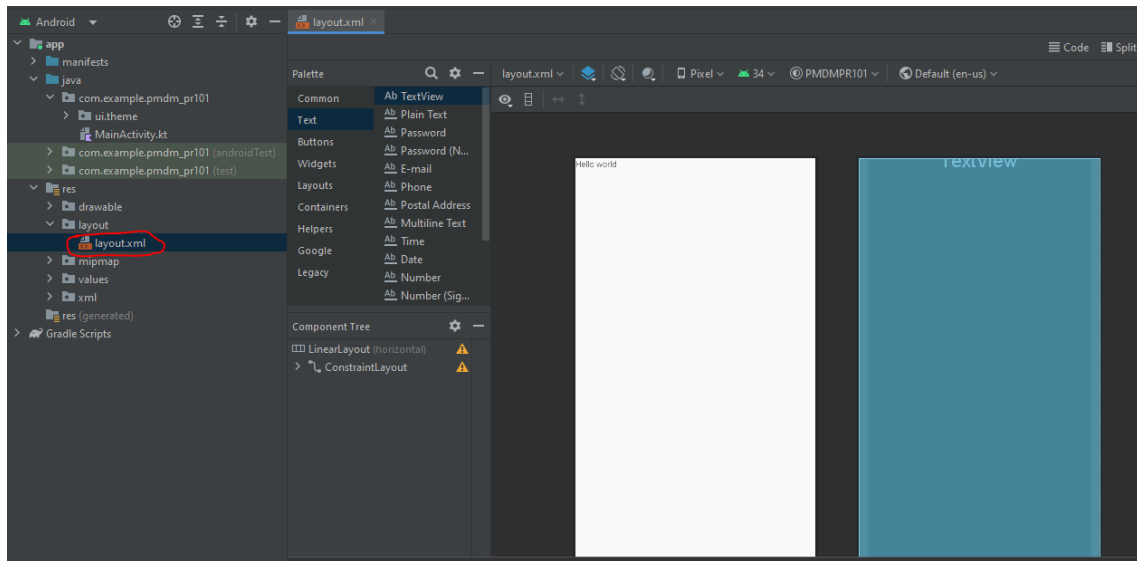 Android
layout.xml
app
manifests
java
com.example.pmdm_pr101
ui.theme
MainActivity.kt
com.example.pmdm_pr101 (androidTest)
com.example.pmdm_pr101 (test)
res
drawable
layout
layout.xml
mipmap
values
xml
res (generated)
Gradle Scripts
Code Split
Palette
Common
Text
Buttons
Widgets
Layouts
Containers
Helpers
Google
Legacy
Ab TextView
Ab Plain Text
Ab Password
Ab Password (N...
Ab E-mail
Ab Phone
Ab Postal Address
Ab Multiline Text
Ab Time
Ab Date
Ab Number
Ab Number (Sig...
Component Tree
LinearLayout (horizontal)
ConstraintLayout
layout.xml Pixel 34 PMDMPR101 Default (en-us)
Hello world
TextView